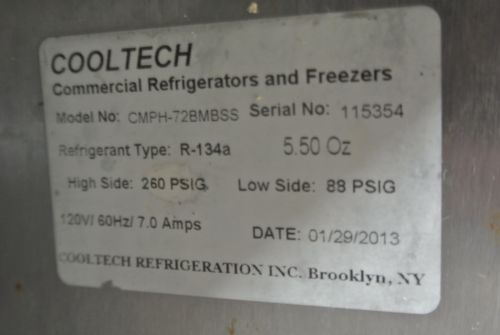 COOLTECH
Commercial Refrigerators and Freezers
Model No: CMPH-72BMBSS Serial No: 115354
Refrigerant Type: R-134a 5.50 Oz
High Side: 260 PSIG Low Side: 88 PSIG
120V/ 60Hz/ 7.0 Amps DATE: 01/29/2013
COOLTECH REFRIGERATION INC. Brooklyn, NY